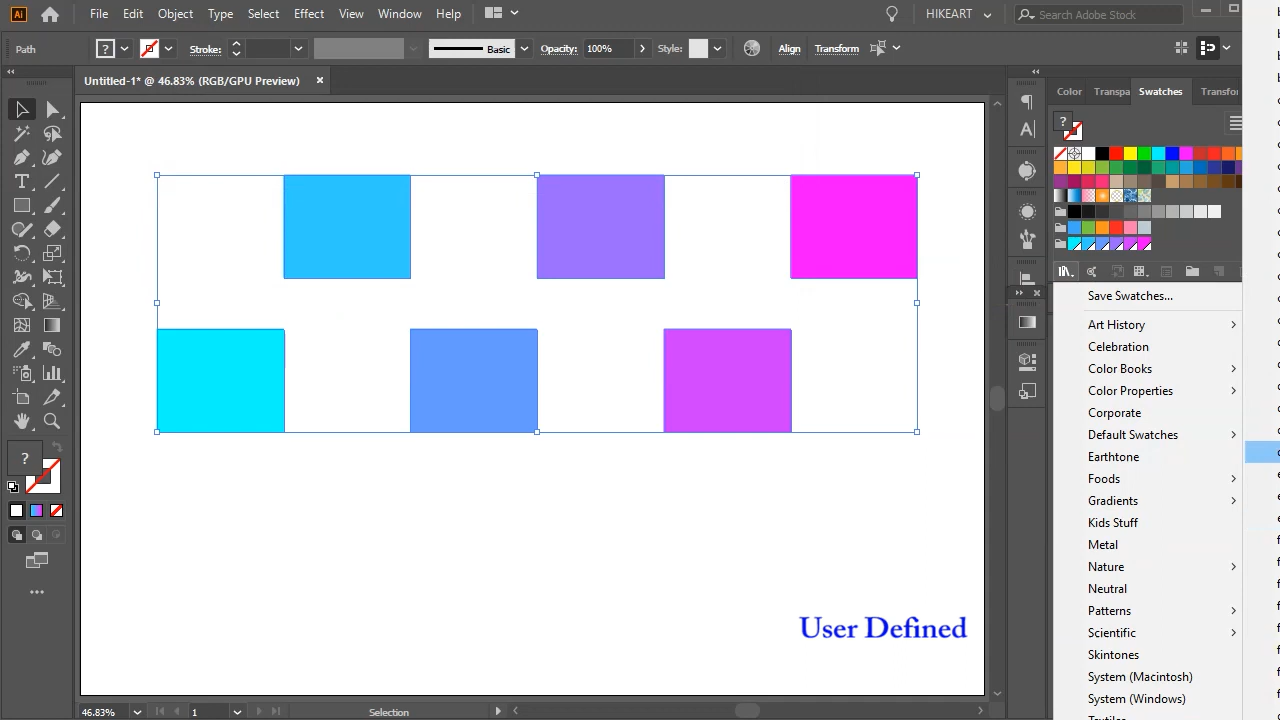 Ai File Edit Object Type Select Effect View Window Help HIKEART Search Adobe Stock
Path ? Stroke: Basic Opacity: 100% Style: Align Transform
Untitled-1* @ 46.83% (RGB/GPU Preview) ×
Color Transpa Swatches Transfor
?
Save Swatches...
Art History
Celebration
Color Books
Color Properties
Corporate
Default Swatches
Earthtone
Foods
Gradients
Kids Stuff
Metal
Nature
Neutral
Patterns
Scientific
Skintones
System (Macintosh)
System (Windows)
?
User Defined
46.83% 1 Selection